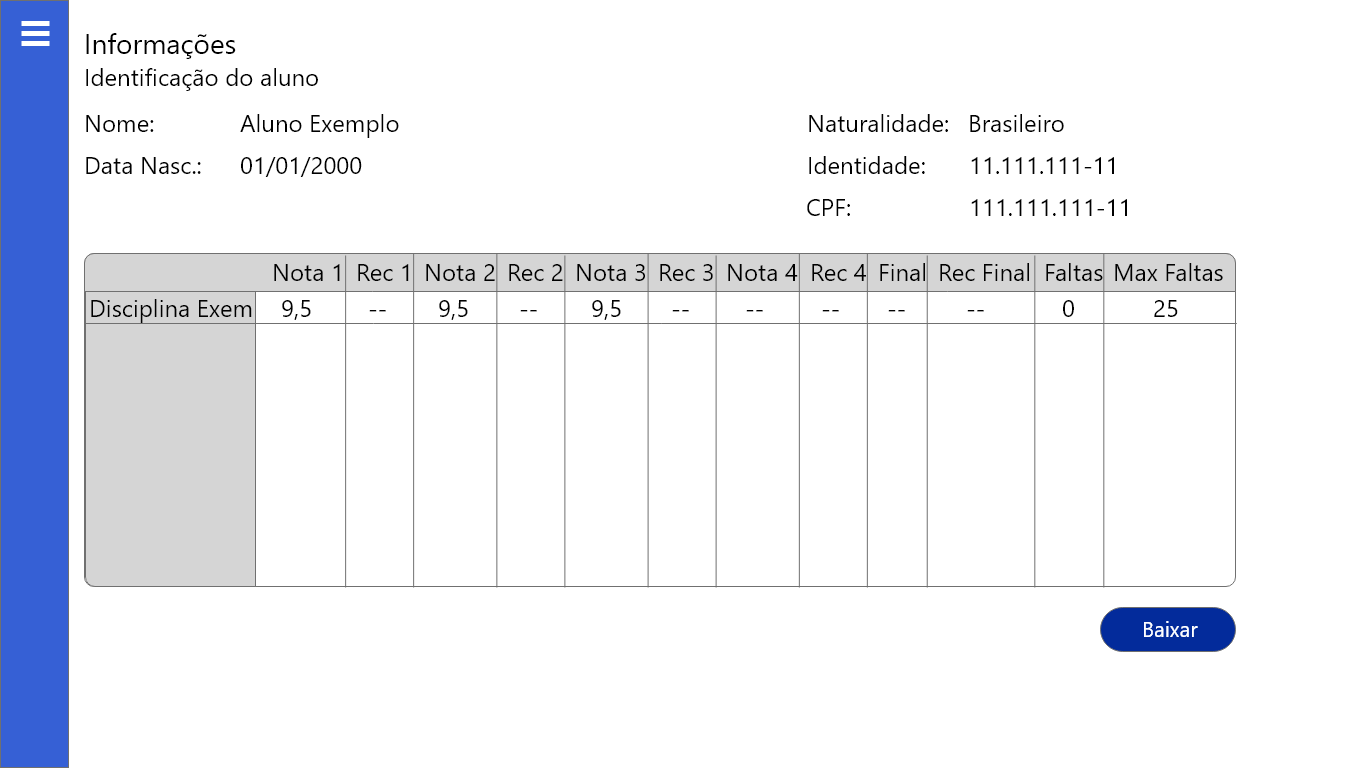 Informações
Identificação do aluno
Nome: Aluno Exemplo Naturalidade: Brasileiro
Data Nasc.: 01/01/2000 Identidade: 11.111.111-11
CPF: 111.111.111-11
Nota 1 Rec 1 Nota 2 Rec 2 Nota 3 Rec 3 Nota 4 Rec 4 Final Rec Final Faltas Max Faltas
Disciplina Exem 9,5 -- 9,5 -- 9,5 -- -- -- -- -- 0 25
Baixar